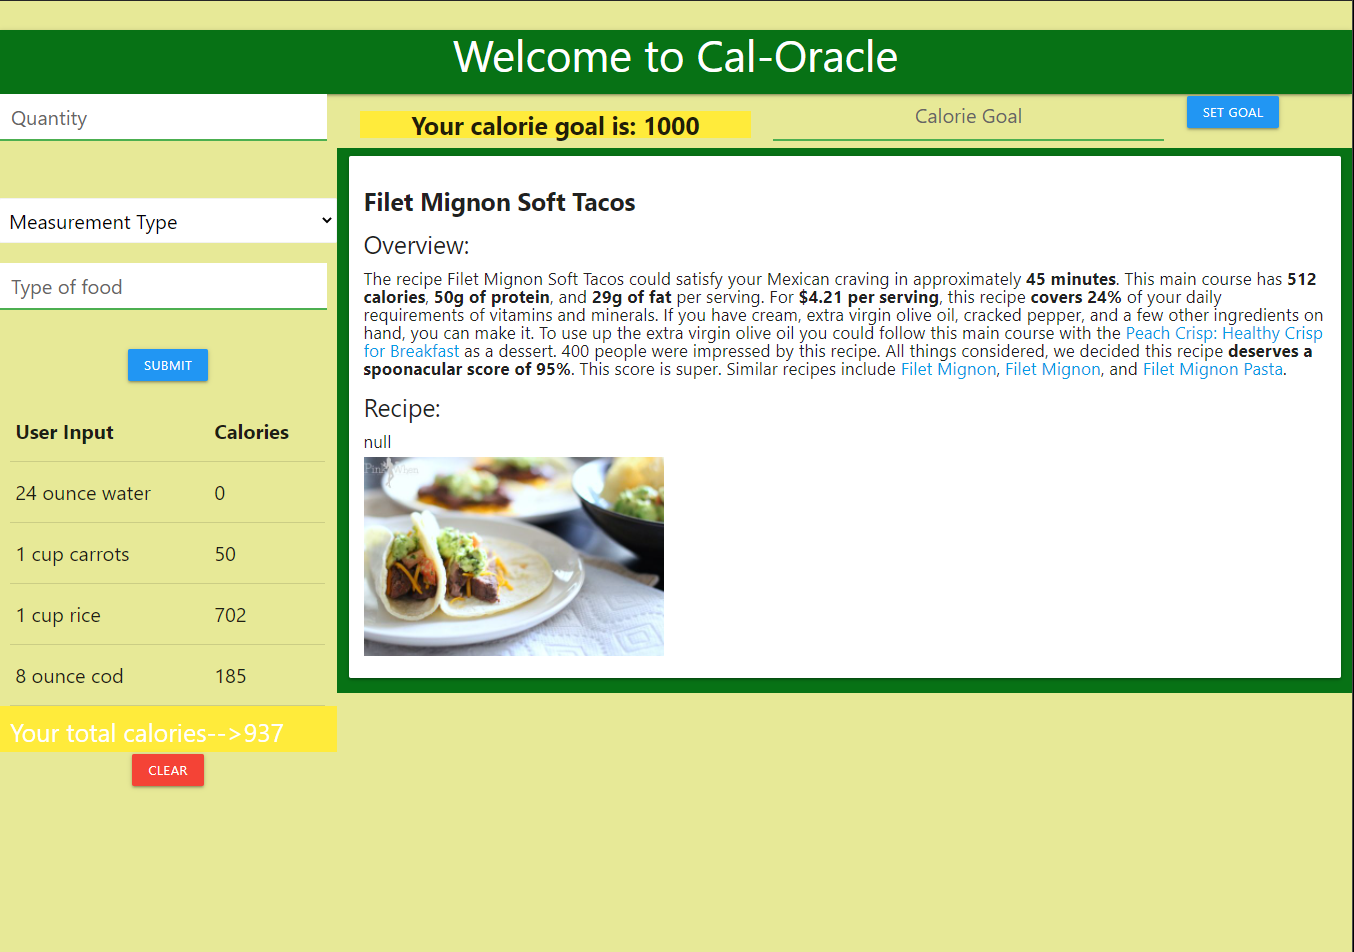 Welcome to Cal-Oracle
Quantity
Your calorie goal is: 1000
Calorie Goal
SET GOAL
Measurement Type
Type of food
SUBMIT
User Input Calories
24 ounce water 0
1 cup carrots 50
1 cup rice 702
8 ounce cod 185
Your total calories-->937
CLEAR
Filet Mignon Soft Tacos
Overview:
The recipe Filet Mignon Soft Tacos could satisfy your Mexican craving in approximately 45 minutes. This main course has 512
calories, 50g of protein, and 29g of fat per serving. For $4.21 per serving, this recipe covers 24% of your daily
requirements of vitamins and minerals. If you have cream, extra virgin olive oil, cracked pepper, and a few other ingredients on
hand, you can make it. To use up the extra virgin olive oil you could follow this main course with the Peach Crisp: Healthy Crisp
for Breakfast as a dessert. 400 people were impressed by this recipe. All things considered, we decided this recipe deserves a
spoonacular score of 95%. This score is super. Similar recipes include Filet Mignon, Filet Mignon, and Filet Mignon Pasta.
Recipe:
null
When